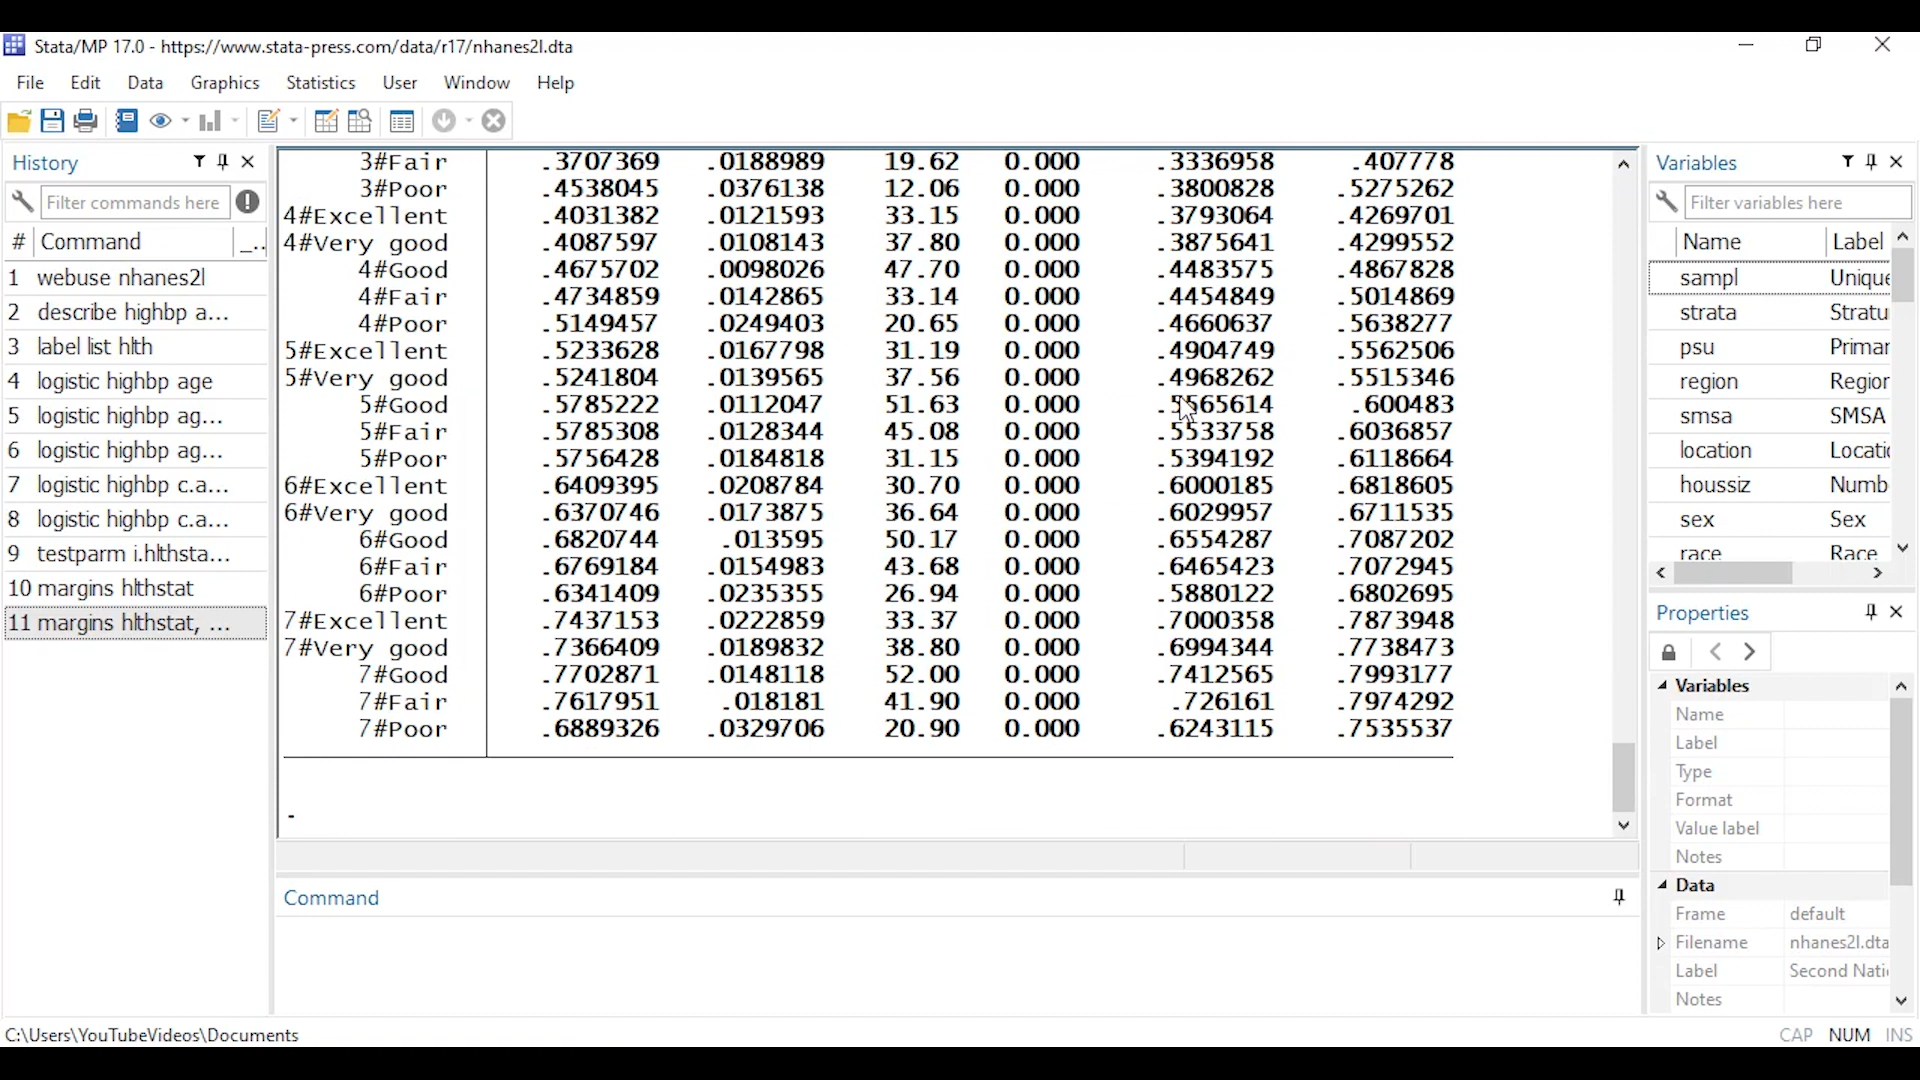 Stata/MP 17.0 - https://www.stata-press.com/data/r17/nhanes2l.dta
File Edit Data Graphics Statistics User Window Help
History
Filter commands here
# Command _..
1 webuse nhanes2l
2 describe highbp a...
3 label list hlth
4 logistic highbp age
5 logistic highbp ag...
6 logistic highbp ag...
7 logistic highbp c.a...
8 logistic highbp c.a...
9 testparm i.hlthsta...
10 margins hlthstat
11 margins hlthstat, ...
3#Fair .3707369 .0188989 19.62 0.000 .3336958 .407778
3#Poor .4538045 .0376138 12.06 0.000 .3800828 .5275262
4#Excellent .4031382 .0121593 33.15 0.000 .3793064 .4269701
4#Very good .4087597 .0108143 37.80 0.000 .3875641 .4299552
4#Good .4675702 .0098026 47.70 0.000 .4483575 .4867828
4#Fair .4734859 .0142865 33.14 0.000 .4454849 .5014869
4#Poor .5149457 .0249403 20.65 0.000 .4660637 .5638277
5#Excellent .5233628 .0167798 31.19 0.000 .4904749 .5562506
5#Very good .5241804 .0139565 37.56 0.000 .4968262 .5515346
5#Good .5785222 .0112047 51.63 0.000 .5565614 .600483
5#Fair .5785308 .0128344 45.08 0.000 .5533758 .6036857
5#Poor .5756428 .0184818 31.15 0.000 .5394192 .6118664
6#Excellent .6409395 .0208784 30.70 0.000 .6000185 .6818605
6#Very good .6370746 .0173875 36.64 0.000 .6029957 .6711535
6#Good .6820744 .013595 50.17 0.000 .6554287 .7087202
6#Fair .6769184 .0154983 43.68 0.000 .6465423 .7072945
6#Poor .6341409 .0235355 26.94 0.000 .5880122 .6802695
7#Excellent .7437153 .0222859 33.37 0.000 .7000358 .7873948
7#Very good .7366409 .0189832 38.80 0.000 .6994344 .7738473
7#Good .7702871 .0148118 52.00 0.000 .7412565 .7993177
7#Fair .7617951 .018181 41.90 0.000 .726161 .7974292
7#Poor .6889326 .0329706 20.90 0.000 .6243115 .7535537
.
Command
Variables
Filter variables here
Name Label
sampl Unique
strata Stratu
psu Primar
region Region
smsa SMSA
location Locatic
houssiz Numb
sex Sex
race Race
Properties
Variables
Name
Label
Type
Format
Value label
Notes
Data
Frame default
Filename nhanes2l.dta
Label Second Nati
Notes
C:\Users\YouTubeVideos\Documents
CAP NUM INS